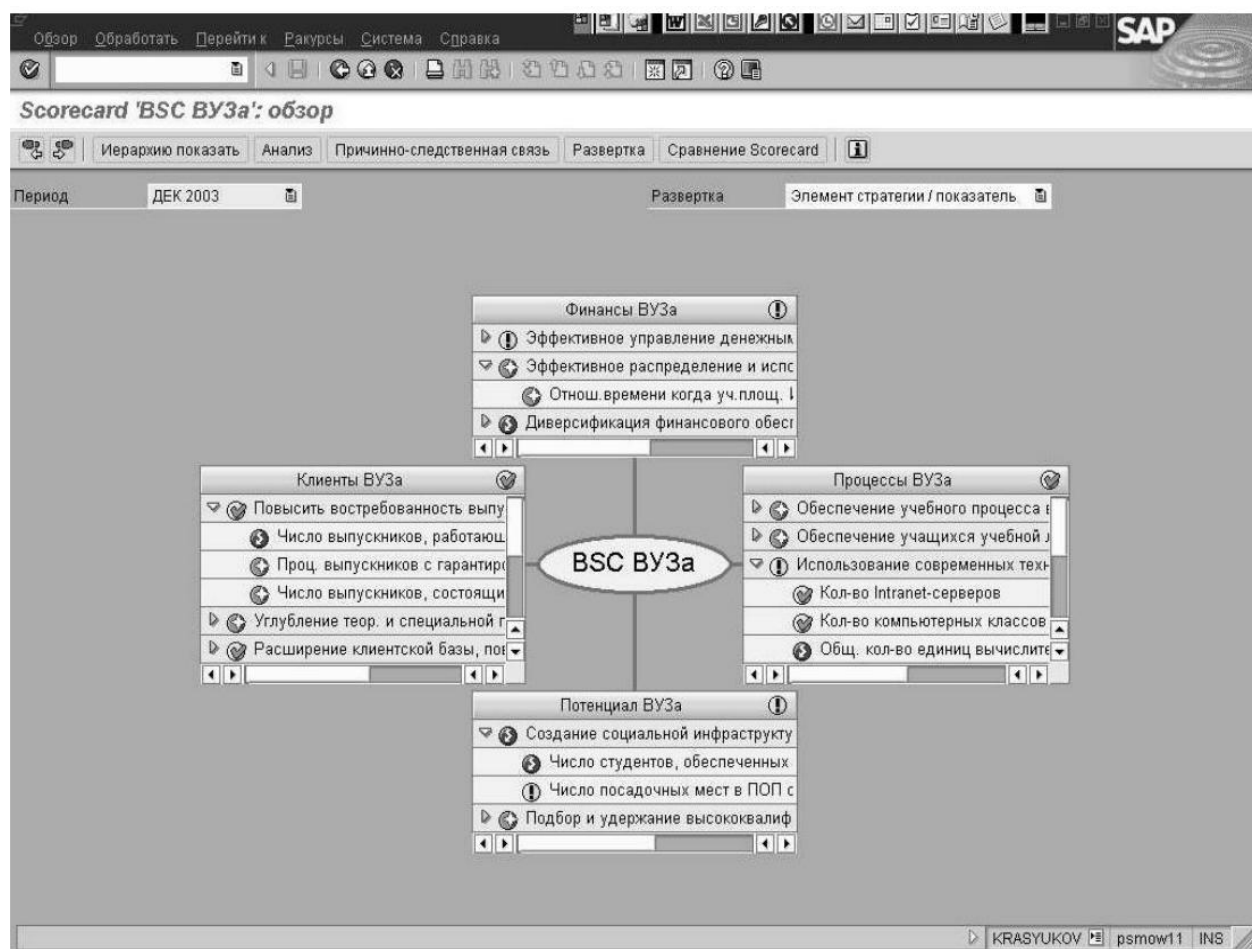 Обзор Обработать Перейти к Ракурсы Система Справка
SAP
Scorecard 'BSC ВУЗа': обзор
Иерархию показать Анализ Причинно-следственная связь Развертка Сравнение Scorecard
Период ДЕК 2003 Развертка Элемент стратегии / показатель
Финансы ВУЗа
Эффективное управление денежным
Эффективное распределение и испо
Отнош.времени когда уч.площ.
Диверсификация финансового обесп
Клиенты ВУЗа
Повысить востребованность выпу
Число выпускников, работающ
Проц. выпускников с гарантиро
Число выпускников, состоящи
Углубление теор. и специальной п
Расширение клиентской базы, пов
BSC ВУЗа
Процессы ВУЗа
Обеспечение учебного процесса в
Обеспечение учащихся учебной л
Использование современных техн
Кол-во Intranet-серверов
Кол-во компьютерных классов
Общ. кол-во единиц вычислите
Потенциал ВУЗа
Создание социальной инфраструкту
Число студентов, обеспеченных
Число посадочных мест в ПОП с
Подбор и удержание высококвалиф
KRASYUKOV psmow11 INS